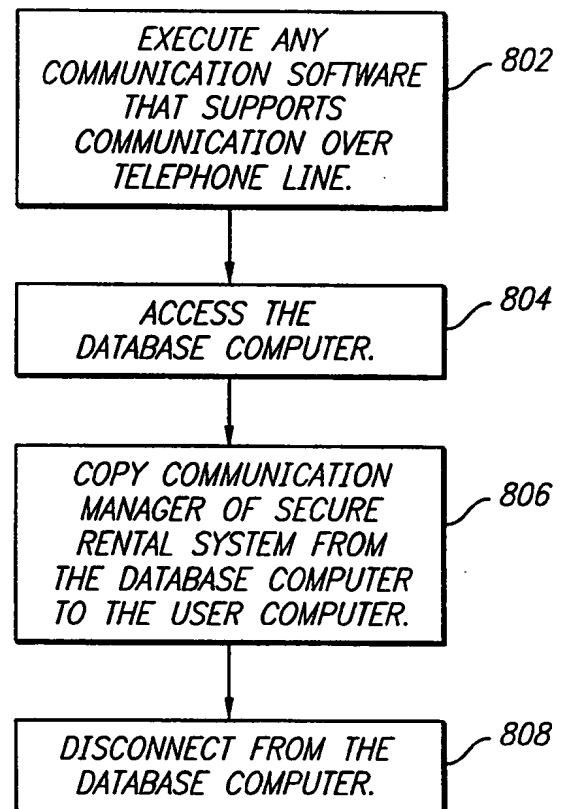 EXECUTE ANY
COMMUNICATION SOFTWARE
THAT SUPPORTS
COMMUNICATION OVER
TELEPHONE LINE.
802
ACCESS THE
DATABASE COMPUTER.
804
COPY COMMUNICATION
MANAGER OF SECURE
RENTAL SYSTEM FROM
THE DATABASE COMPUTER
TO THE USER COMPUTER.
806
DISCONNECT FROM THE
DATABASE COMPUTER.
808